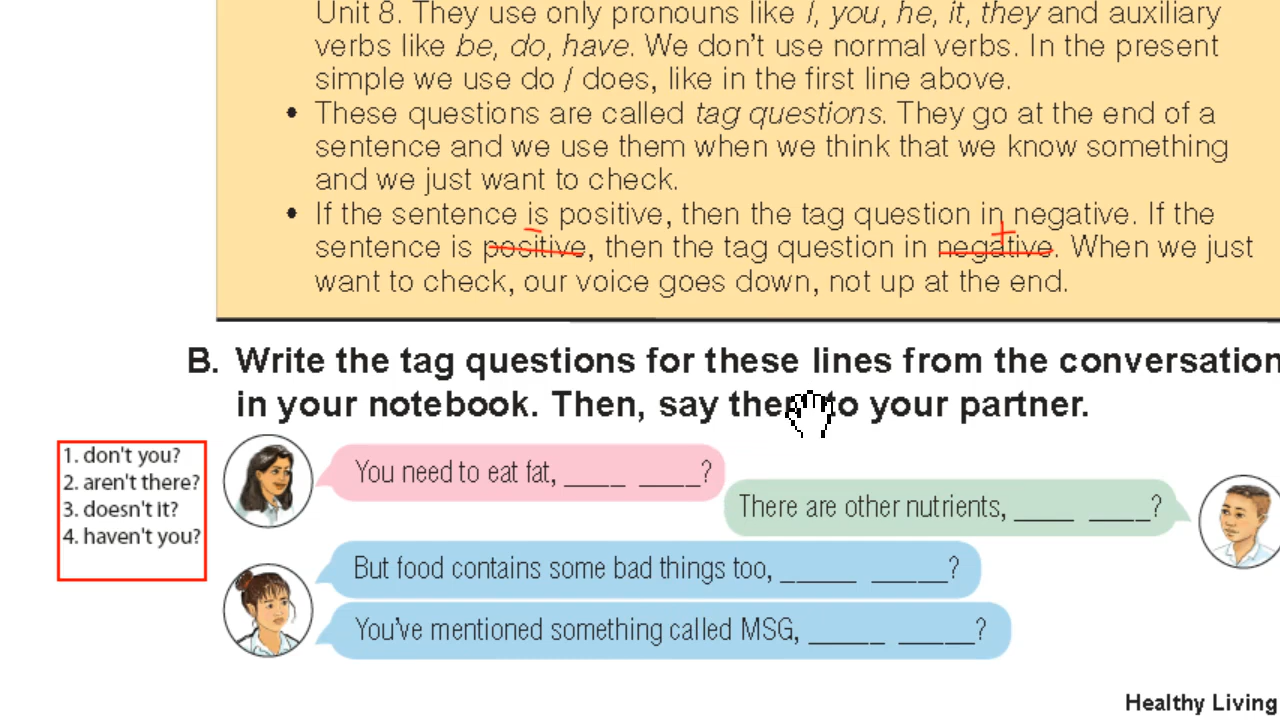 Unit 8. They use only pronouns like I, you, he, it, they and auxiliary
verbs like be, do, have. We don't use normal verbs. In the present
simple we use do / does, like in the first line above.
• These questions are called tag questions. They go at the end of a
sentence and we use them when we think that we know something
and we just want to check.
• If the sentence is positive, then the tag question in negative. If the
- +
sentence is positive, then the tag question in negative. When we just
want to check, our voice goes down, not up at the end.
B. Write the tag questions for these lines from the conversation
in your notebook. Then, say them to your partner.
1. don't you?
2. aren't there?
3. doesn't it?
4. haven't you?
You need to eat fat, ____ ____?
There are other nutrients, ____ ____?
But food contains some bad things too, _____ _____?
You've mentioned something called MSG, _____ _____?
Healthy Living